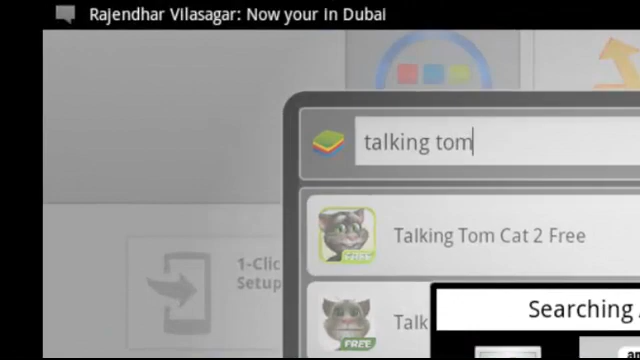 Rajendhar Vilasagar: Now your in Dubai
talking tom
Talking Tom Cat 2 Free
FREE
1-Clic
Setup
Talk
FREE
Searching